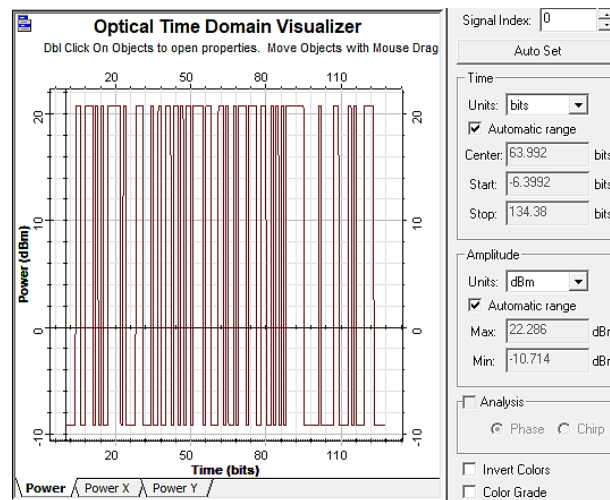 Optical Time Domain Visualizer
Dbl Click On Objects to open properties. Move Objects with Mouse Drag
20 50 80 110
20 20
10 10
0 0
-10 -10
Power (dBm)
20 50 80 110
Time (bits)
Power Power X Power Y
Signal Index: 0
Auto Set
Time
Units: bits
Automatic range
Center: 63.992 bits
Start: -6.3992 bits
Stop: 134.38 bits
Amplitude
Units: dBm
Automatic range
Max: 22.286 dBm
Min: -10.714 dBm
Analysis
Phase Chirp
Invert Colors
Color Grade